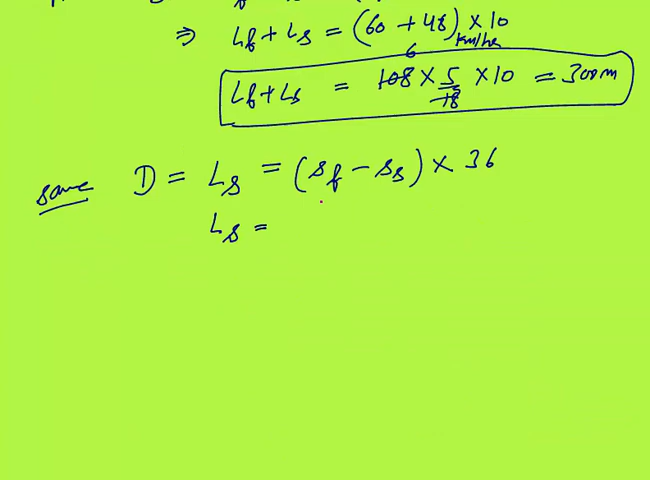 ⇒ Lf + Ls = (60 + 48) km/hr × 10
Lf + Ls = 108 6 × 5/18 × 10 = 300m
same D = Ls = (sf − ss) × 36
Ls =